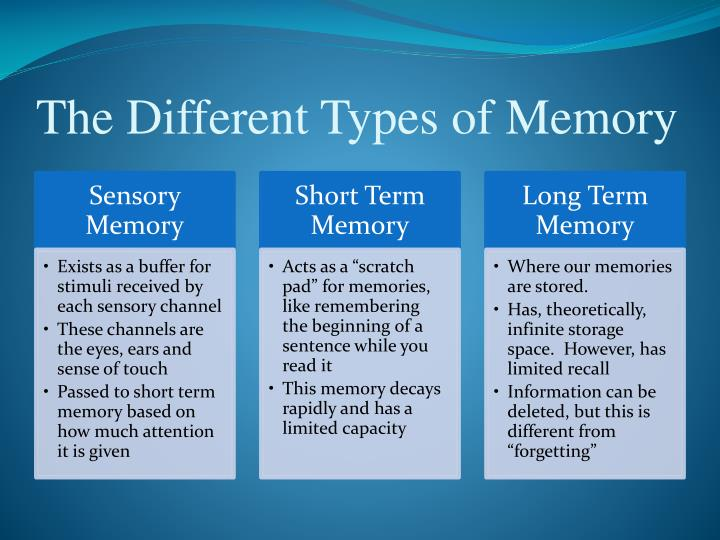 The Different Types of Memory
Sensory
Memory
• Exists as a buffer for
stimuli received by
each sensory channel
• These channels are
the eyes, ears and
sense of touch
• Passed to short term
memory based on
how much attention
it is given
Short Term
Memory
• Acts as a “scratch
pad” for memories,
like remembering
the beginning of a
sentence while you
read it
• This memory decays
rapidly and has a
limited capacity
Long Term
Memory
• Where our memories
are stored.
• Has, theoretically,
infinite storage
space.  However, has
limited recall
• Information can be
deleted, but this is
different from
“forgetting”